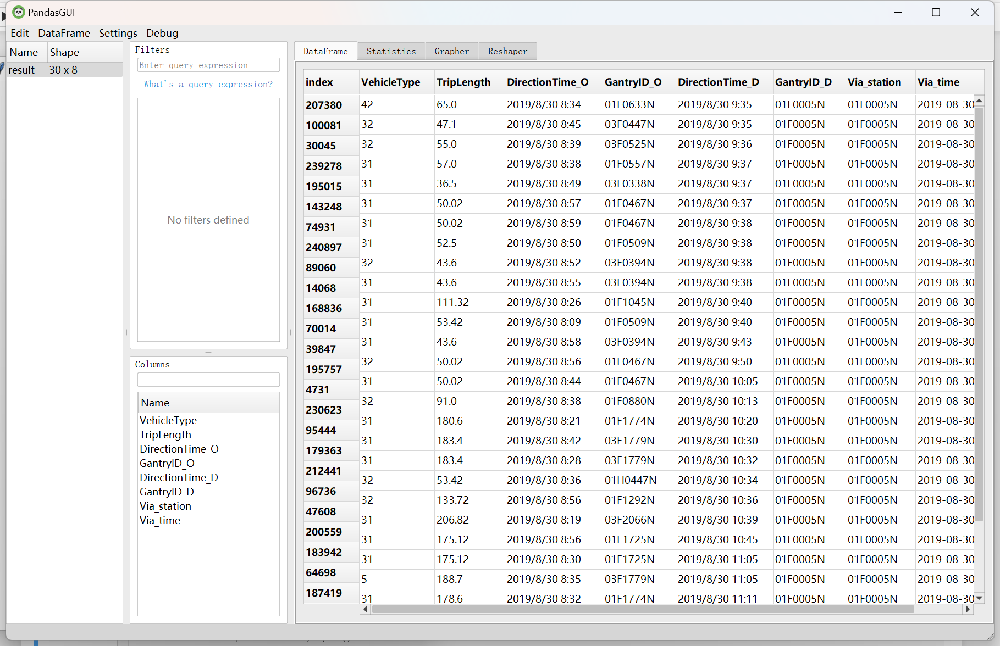 PandasGUI
Edit DataFrame Settings Debug
Name Shape
result 30 x 8
Filters
Enter query expression
What's a query expression?
No filters defined
Columns
Name
VehicleType
TripLength
DirectionTime_O
GantryID_O
DirectionTime_D
GantryID_D
Via_station
Via_time
DataFrame Statistics Grapher Reshaper
index VehicleType TripLength DirectionTime_O GantryID_O DirectionTime_D GantryID_D Via_station Via_time
207380 42 65.0 2019/8/30 8:34 01F0633N 2019/8/30 9:35 01F0005N 01F0005N 2019-08-30
100081 32 47.1 2019/8/30 8:45 03F0447N 2019/8/30 9:35 01F0005N 01F0005N 2019-08-30
30045 32 55.0 2019/8/30 8:39 03F0525N 2019/8/30 9:36 01F0005N 01F0005N 2019-08-30
239278 31 57.0 2019/8/30 8:38 01F0557N 2019/8/30 9:37 01F0005N 01F0005N 2019-08-30
195015 31 36.5 2019/8/30 8:49 03F0338N 2019/8/30 9:37 01F0005N 01F0005N 2019-08-30
143248 31 50.02 2019/8/30 8:57 01F0467N 2019/8/30 9:37 01F0005N 01F0005N 2019-08-30
74931 31 50.02 2019/8/30 8:59 01F0467N 2019/8/30 9:38 01F0005N 01F0005N 2019-08-30
240897 31 52.5 2019/8/30 8:50 01F0509N 2019/8/30 9:38 01F0005N 01F0005N 2019-08-30
89060 32 43.6 2019/8/30 8:52 03F0394N 2019/8/30 9:38 01F0005N 01F0005N 2019-08-30
14068 31 43.6 2019/8/30 8:55 03F0394N 2019/8/30 9:38 01F0005N 01F0005N 2019-08-30
168836 31 111.32 2019/8/30 8:26 01F1045N 2019/8/30 9:40 01F0005N 01F0005N 2019-08-30
70014 31 53.42 2019/8/30 8:09 01F0509N 2019/8/30 9:40 01F0005N 01F0005N 2019-08-30
39847 31 43.6 2019/8/30 8:58 03F0394N 2019/8/30 9:43 01F0005N 01F0005N 2019-08-30
195757 32 50.02 2019/8/30 8:56 01F0467N 2019/8/30 9:50 01F0005N 01F0005N 2019-08-30
4731 31 50.02 2019/8/30 8:44 01F0467N 2019/8/30 10:05 01F0005N 01F0005N 2019-08-30
230623 32 91.0 2019/8/30 8:38 01F0880N 2019/8/30 10:13 01F0005N 01F0005N 2019-08-30
95444 31 180.6 2019/8/30 8:21 01F1774N 2019/8/30 10:20 01F0005N 01F0005N 2019-08-30
179363 31 183.4 2019/8/30 8:42 03F1779N 2019/8/30 10:30 01F0005N 01F0005N 2019-08-30
212441 31 183.4 2019/8/30 8:28 03F1779N 2019/8/30 10:32 01F0005N 01F0005N 2019-08-30
96736 32 53.42 2019/8/30 8:36 01H0447N 2019/8/30 10:34 01F0005N 01F0005N 2019-08-30
47608 32 133.72 2019/8/30 8:56 01F1292N 2019/8/30 10:36 01F0005N 01F0005N 2019-08-30
200559 31 206.82 2019/8/30 8:19 03F2066N 2019/8/30 10:39 01F0005N 01F0005N 2019-08-30
183942 31 175.12 2019/8/30 8:56 01F1725N 2019/8/30 10:45 01F0005N 01F0005N 2019-08-30
64698 31 175.12 2019/8/30 8:30 01F1725N 2019/8/30 11:05 01F0005N 01F0005N 2019-08-30
187419 5 188.7 2019/8/30 8:35 03F1779N 2019/8/30 11:05 01F0005N 01F0005N 2019-08-30
31 178.6 2019/8/30 8:32 01F1774N 2019/8/30 11:11 01F0005N 01F0005N 2019-08-30